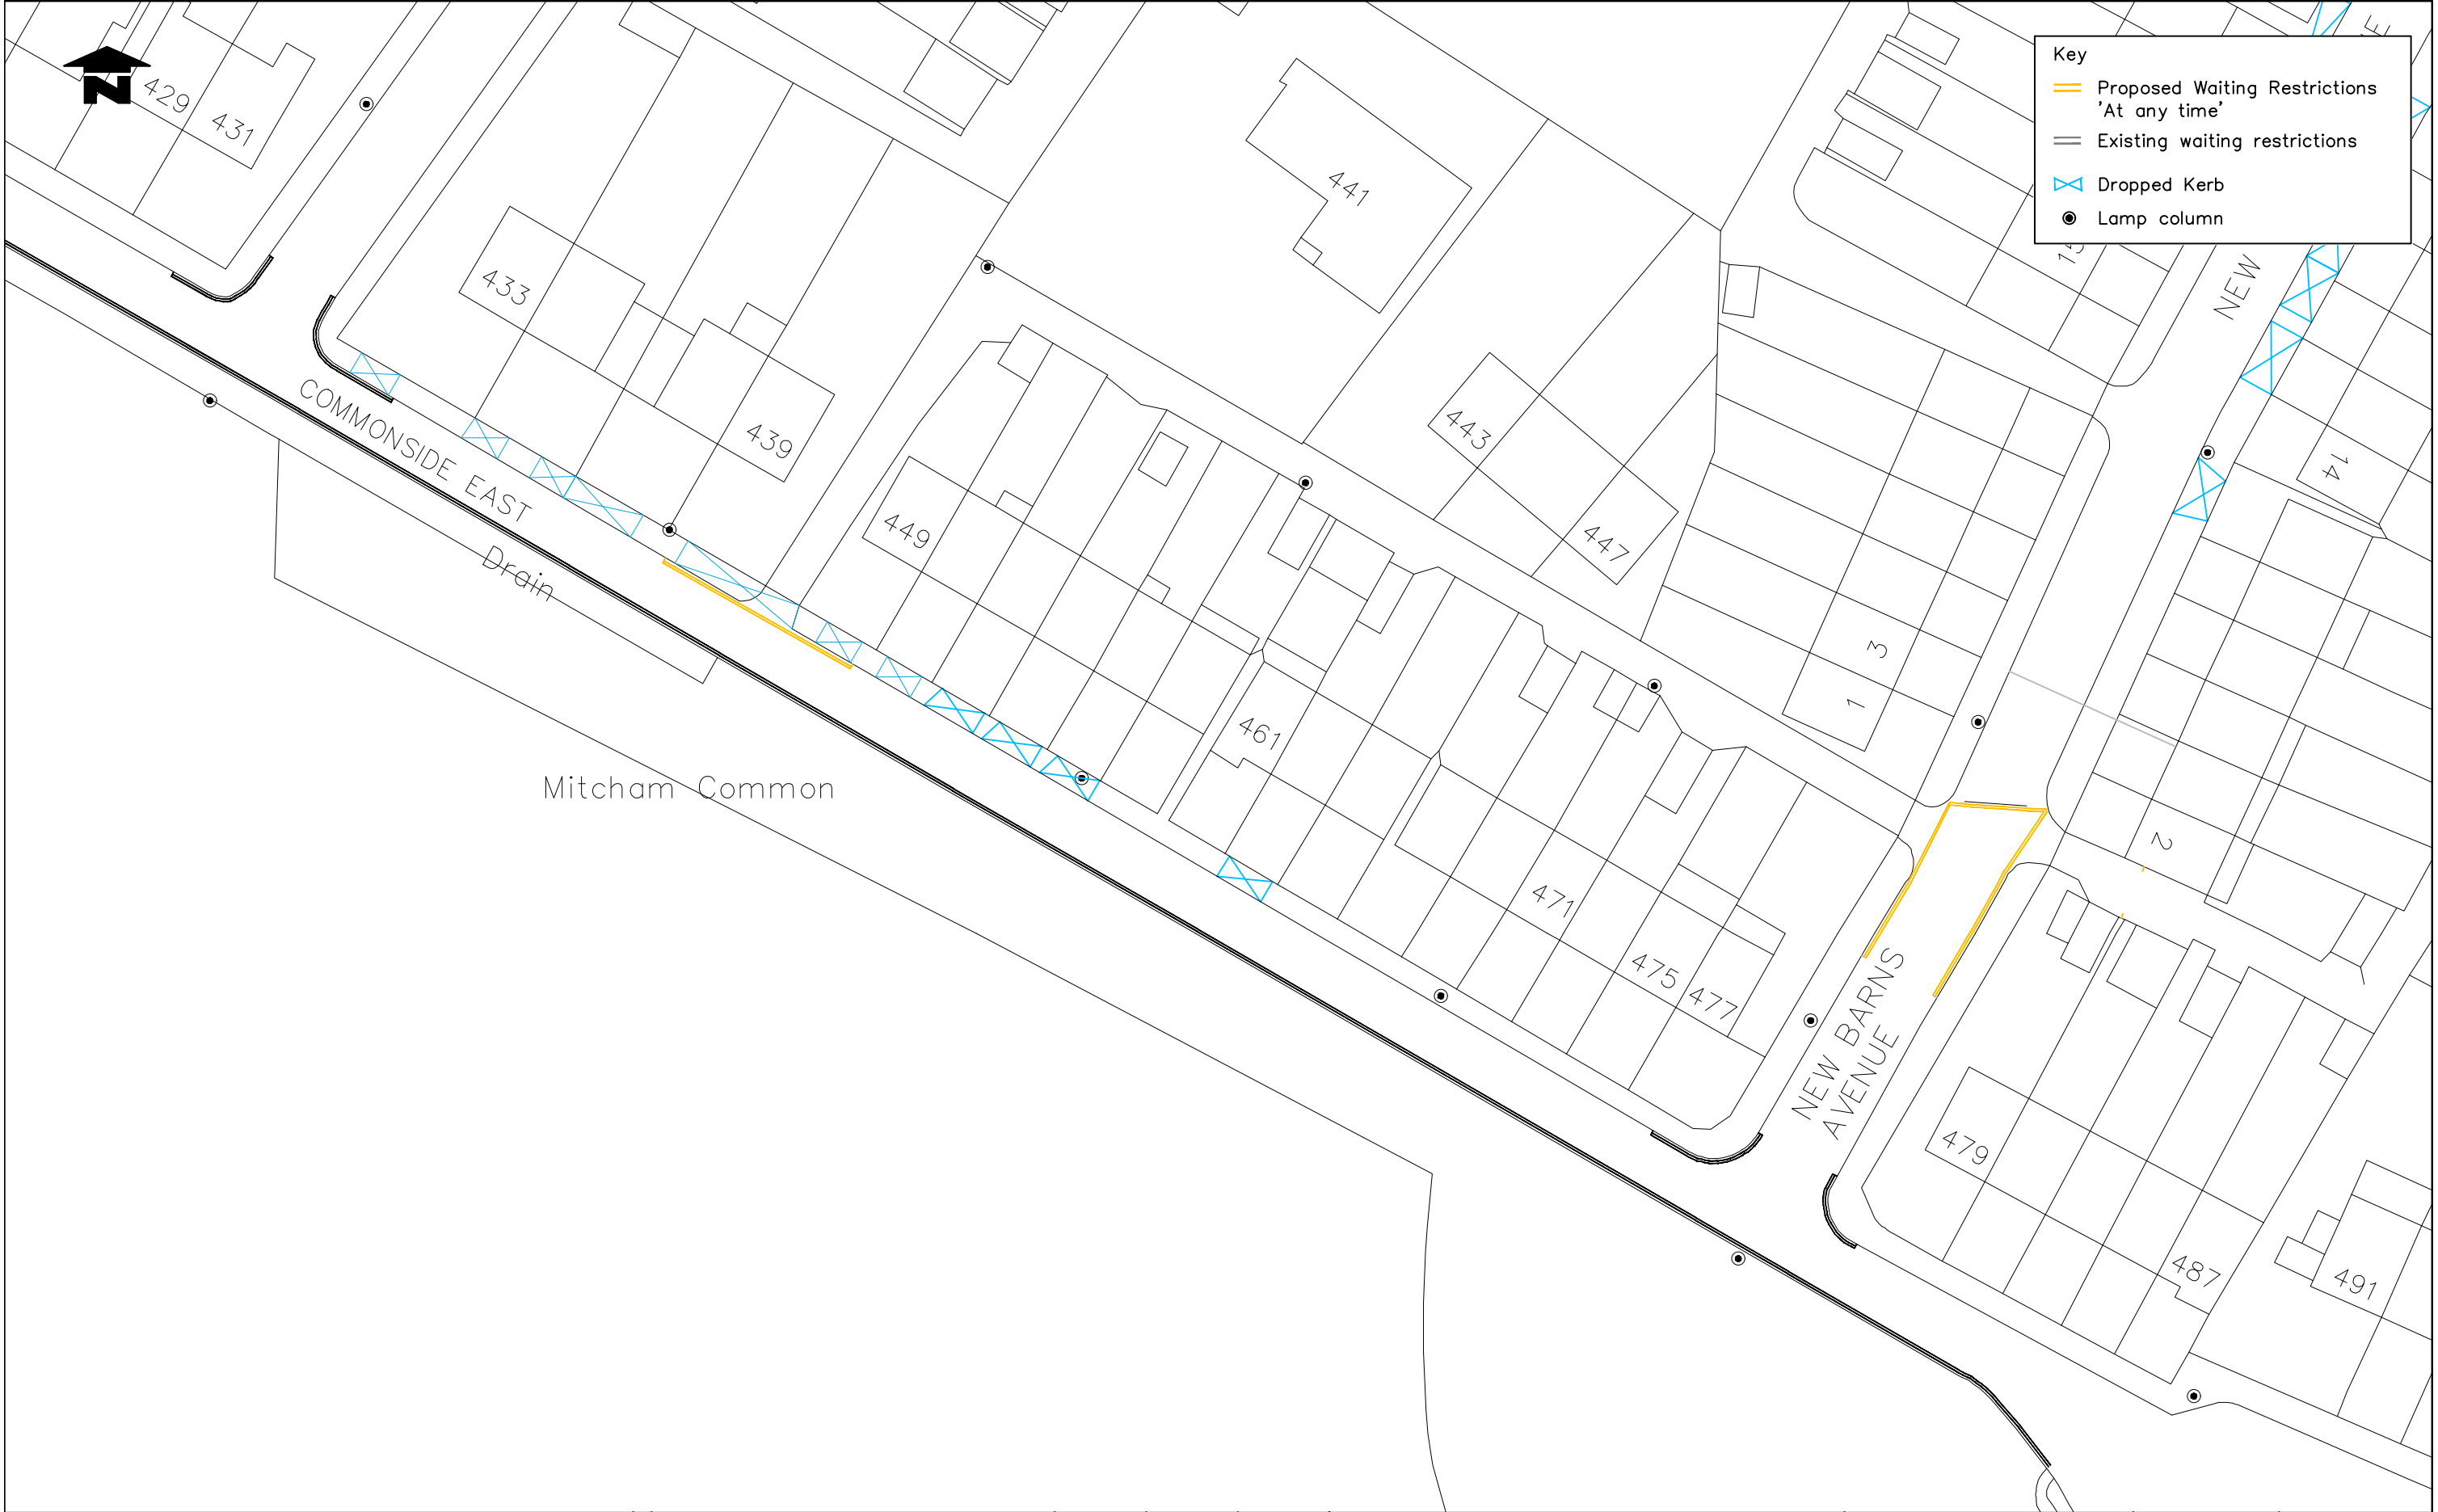 N
429
431
433
439
441
443
447
449
461
471
475
477
479
487
491
1
3
2
14
COMMONSIDE EAST
Drain
Mitcham Common
NEW BARNS
AVENUE
NEW
Key
Proposed Waiting Restrictions
'At any time'
Existing waiting restrictions
Dropped Kerb
Lamp column